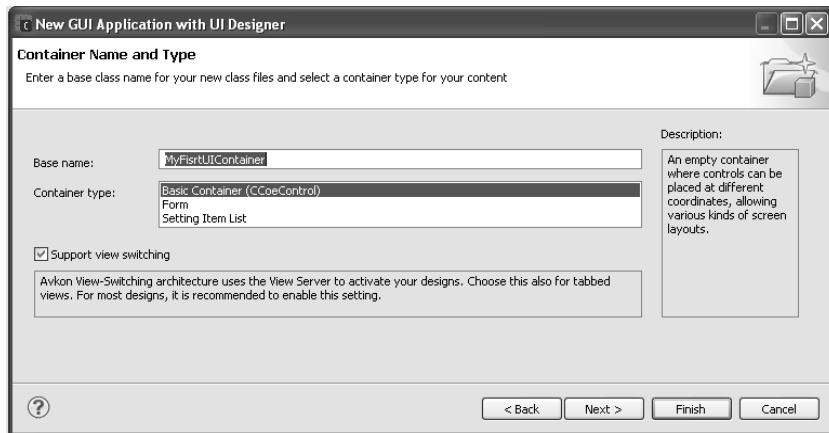 New GUI Application with UI Designer
Container Name and Type
Enter a base class name for your new class files and select a container type for your content
Base name:
MyFisrtUIContainer
Container type:
Basic Container (CCoeControl)
Form
Setting Item List
Support view switching
Avkon View-Switching architecture uses the View Server to activate your designs. Choose this also for tabbed
views. For most designs, it is recommended to enable this setting.
Description:
An empty container
where controls can be
placed at different
coordinates, allowing
various kinds of screen
layouts.
?
< Back
Next >
Finish
Cancel